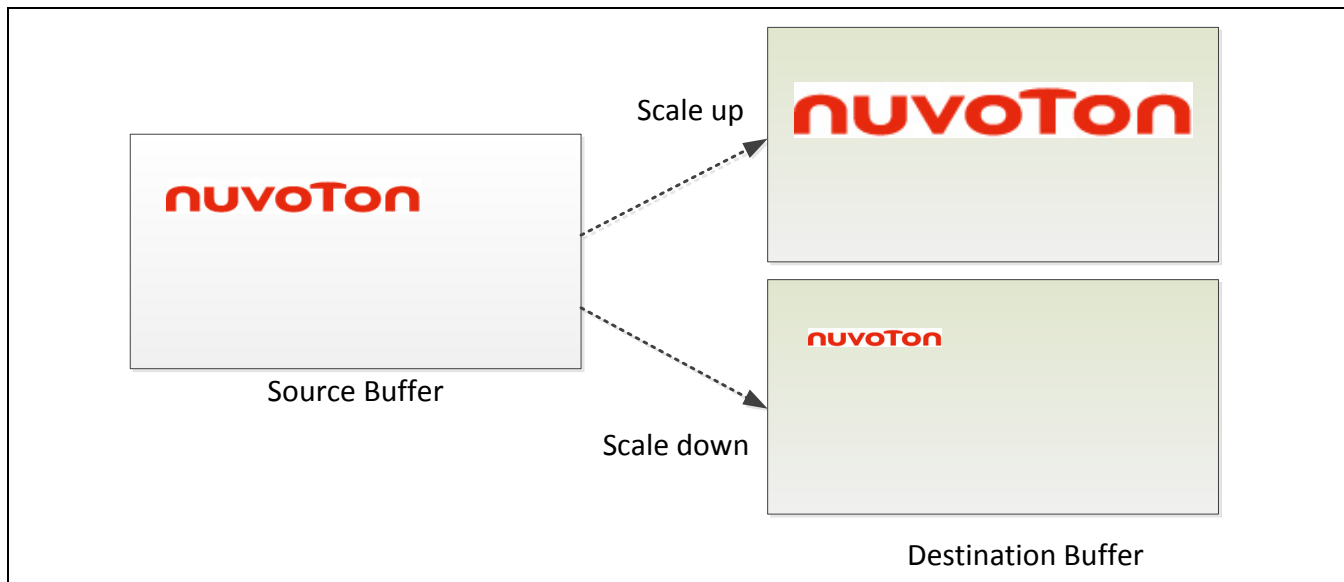 nuvoTon
Source Buffer
Scale up
Scale down
nuvoTon
nuvoTon
Destination Buffer